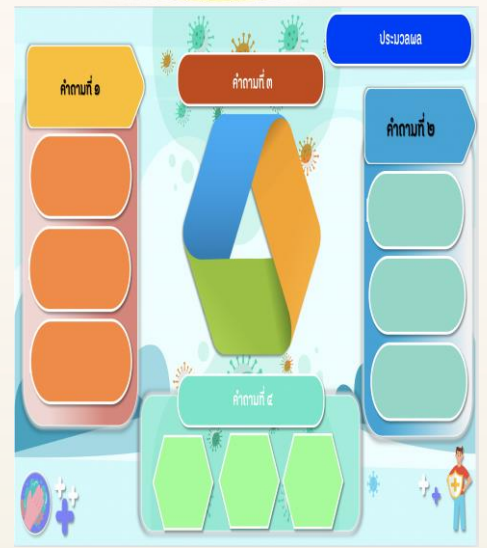 ประมวลผล
คำถามที่ ๑
คำถามที่ ๓
คำถามที่ ๒
คำถามที่ ๔